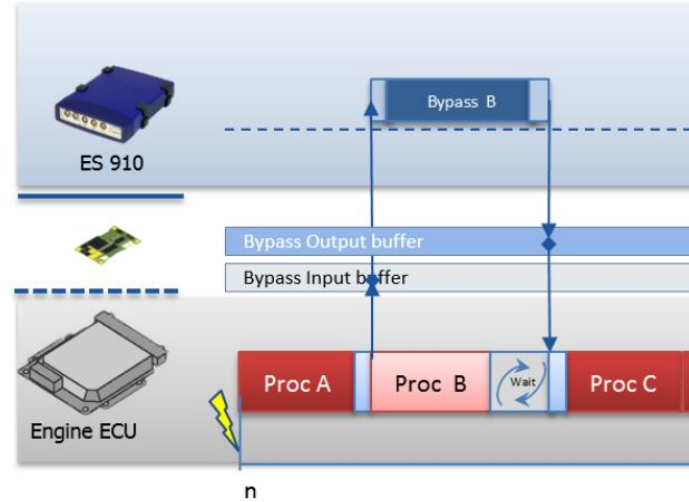 Bypass B
ES 910
Bypass Output buffer
Bypass Input buffer
Proc A
Proc B
Wait
Proc C
Engine ECU
n